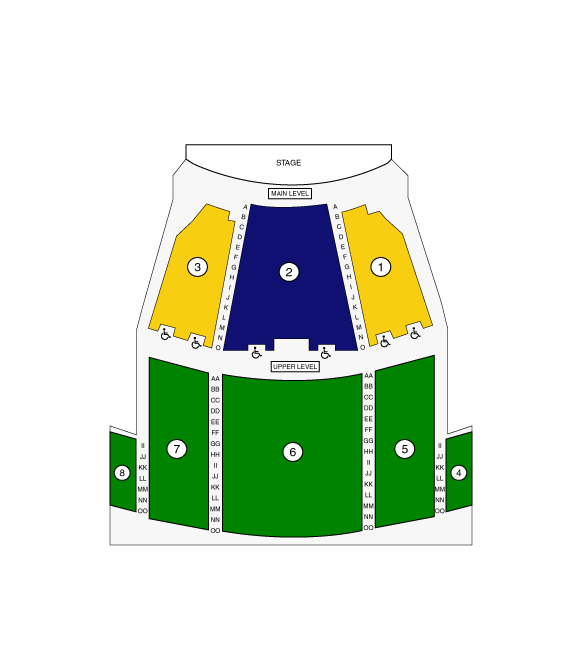 STAGE
MAIN LEVEL
A A
B B
C C
D D
E E
F F
3 2 1
G G
H H
I I
J J
K K
L L
M M
N N
O O
UPPER LEVEL
AA AA
BB BB
CC CC
DD DD
EE EE
FF FF
GG GG
II II
JJ HH HH JJ
7 6 5
KK II II KK
8 4
LL JJ JJ LL
MM KK KK MM
NN LL LL NN
OO MM MM OO
NN NN
OO OO